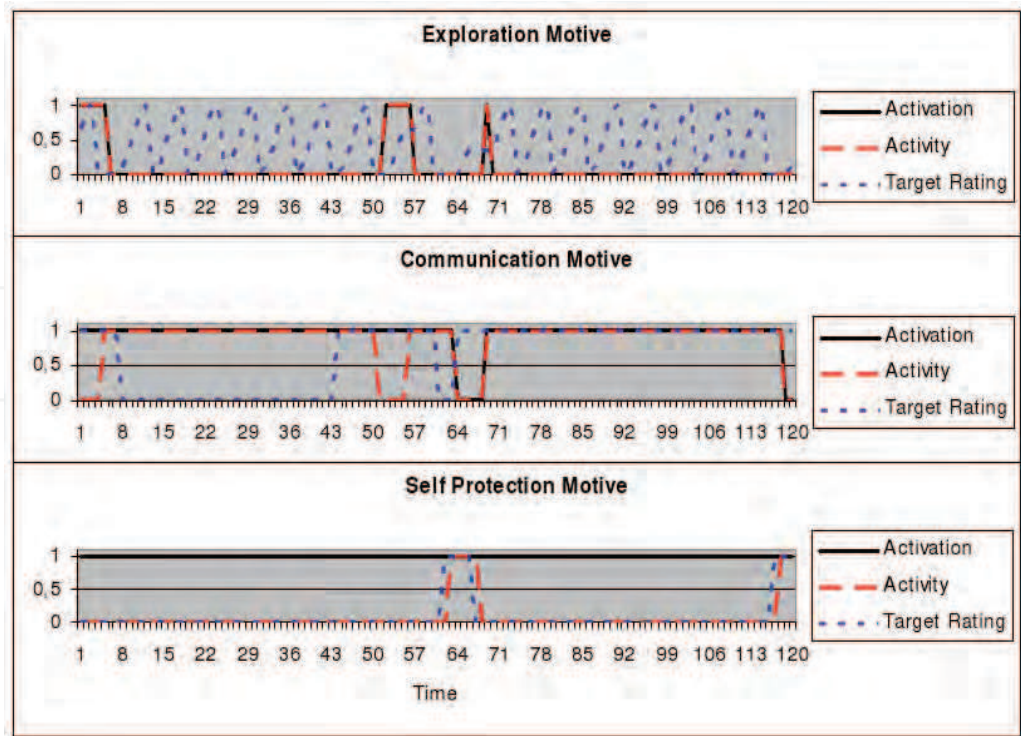 Exploration Motive
1
0,5
0
1 8 15 22 29 36 43 50 57 64 71 78 85 92 99 106 113 120
Activation
Activity
Target Rating
Communication Motive
1
0,5
0
1 8 15 22 29 36 43 50 57 64 71 78 85 92 99 106 113 120
Activation
Activity
Target Rating
Self Protection Motive
1
0,5
0
1 8 15 22 29 36 43 50 57 64 71 78 85 92 99 106 113 120
Time
Activation
Activity
Target Rating